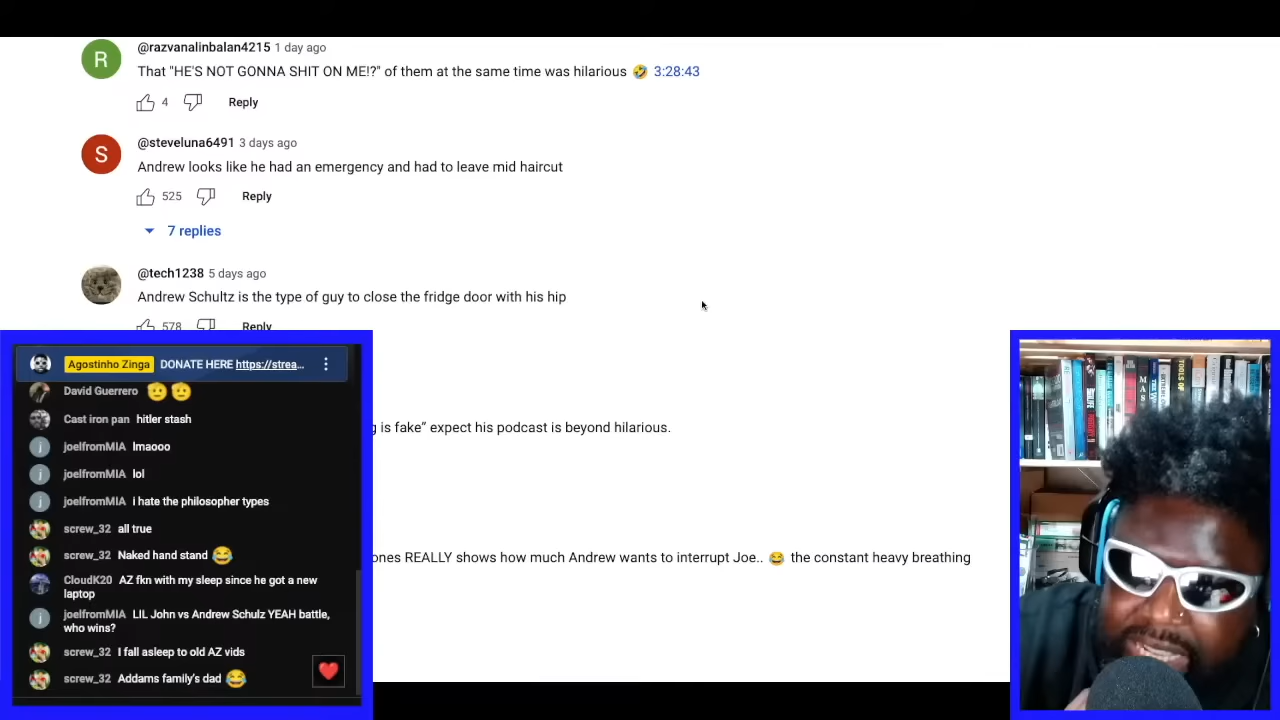 @razvanalinbalan4215 1 day ago
That "HE'S NOT GONNA SHIT ON ME!?" of them at the same time was hilarious 🤣 3:28:43
4 Reply
@steveluna6491 3 days ago
Andrew looks like he had an emergency and had to leave mid haircut
525 Reply
7 replies
@tech1238 5 days ago
Andrew Schultz is the type of guy to close the fridge door with his hip
578 Reply
is fake” expect his podcast is beyond hilarious.
ones REALLY shows how much Andrew wants to interrupt Joe.. 😂 the constant heavy breathing
Agostinho Zinga DONATE HERE https://strea...
David Guerrero 🫡🫡
Cast iron pan hitler stash
joelfromMIA lmaooo
joelfromMIA lol
joelfromMIA i hate the philosopher types
screw_32 all true
screw_32 Naked hand stand 😂
CloudK20 AZ fkn with my sleep since he got a new
laptop
joelfromMIA LIL John vs Andrew Schulz YEAH battle,
who wins?
screw_32 I fall asleep to old AZ vids
screw_32 Addams family's dad 😂
TOOLS OF